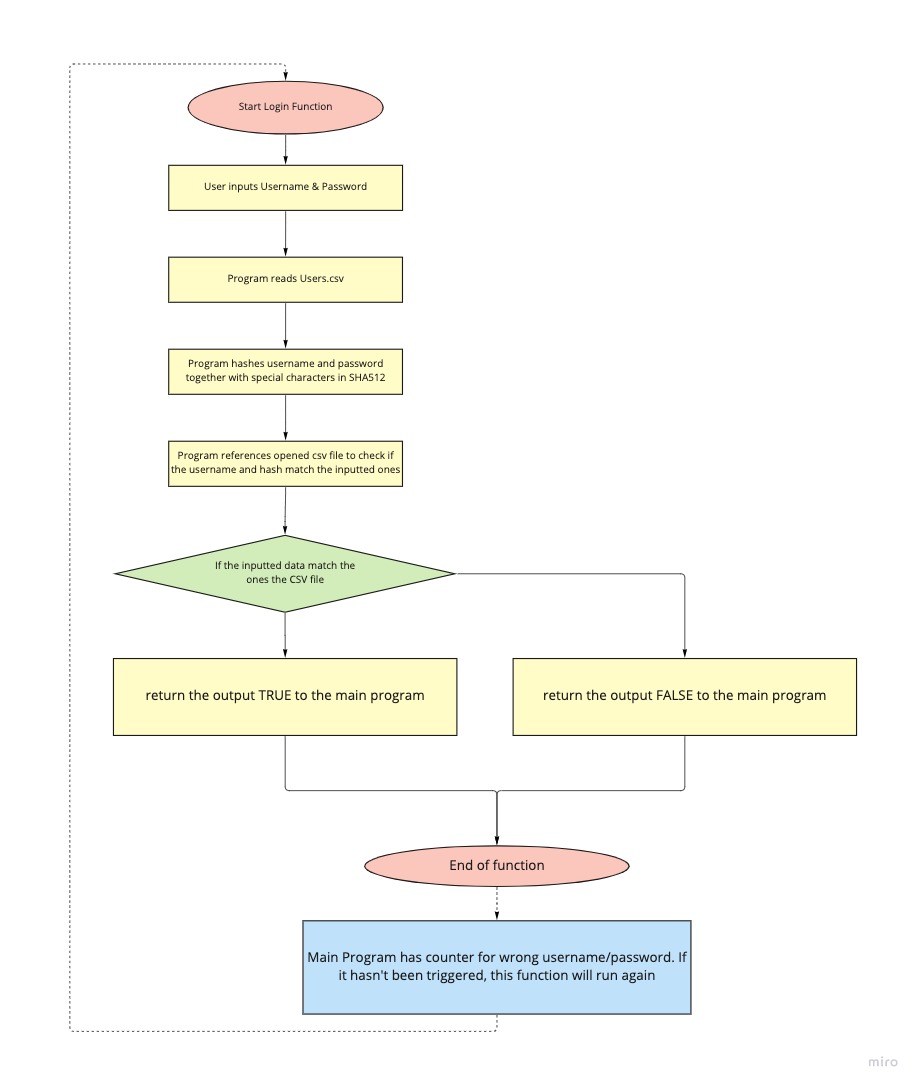 Start Login Function
User inputs Username & Password
Program reads Users.csv
Program hashes username and password
together with special characters in SHA512
Program references opened csv file to check if
the username and hash match the inputted ones
If the inputted data match the
ones the CSV file
return the output TRUE to the main program
return the output FALSE to the main program
End of function
Main Program has counter for wrong username/password. If
it hasn't been triggered, this function will run again
miro